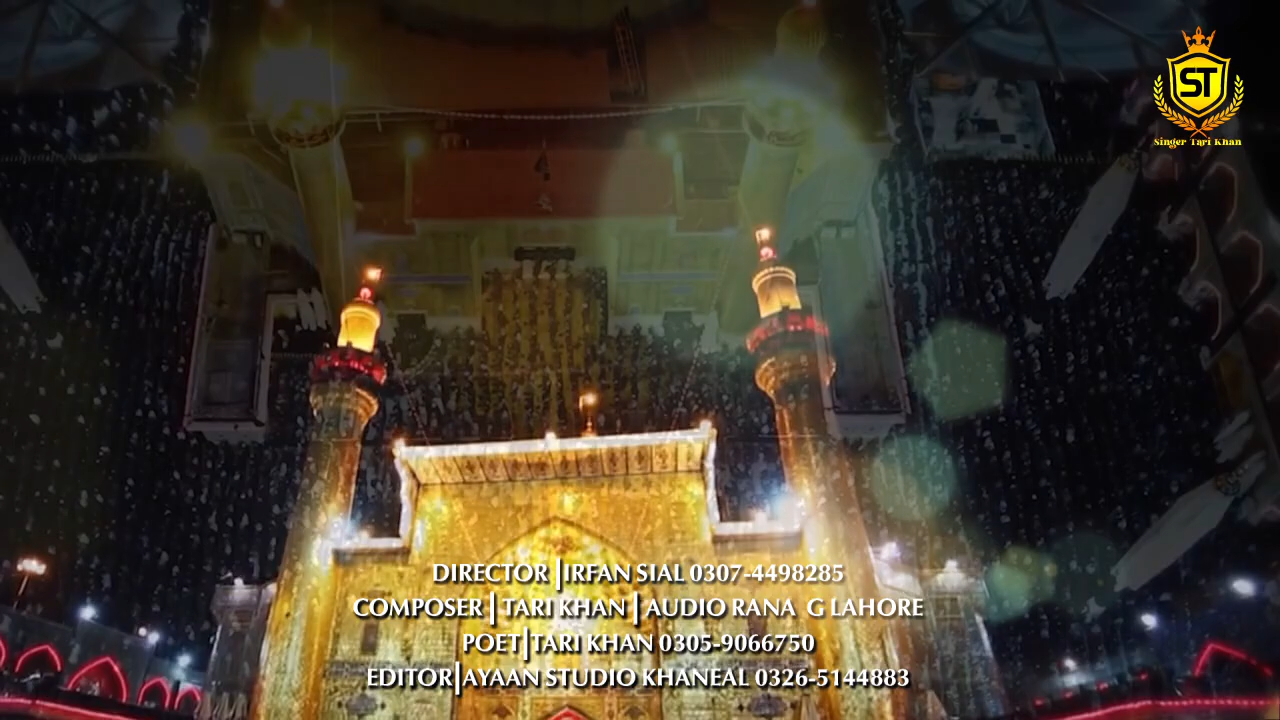 ST
Singer Tari Khan
DIRECTOR |IRFAN SIAL 0307-4498285
COMPOSER | TARI KHAN | AUDIO RANA G LAHORE
POET|TARI KHAN 0305-9066750
EDITOR|AYAAN STUDIO KHANEAL 0326-5144883